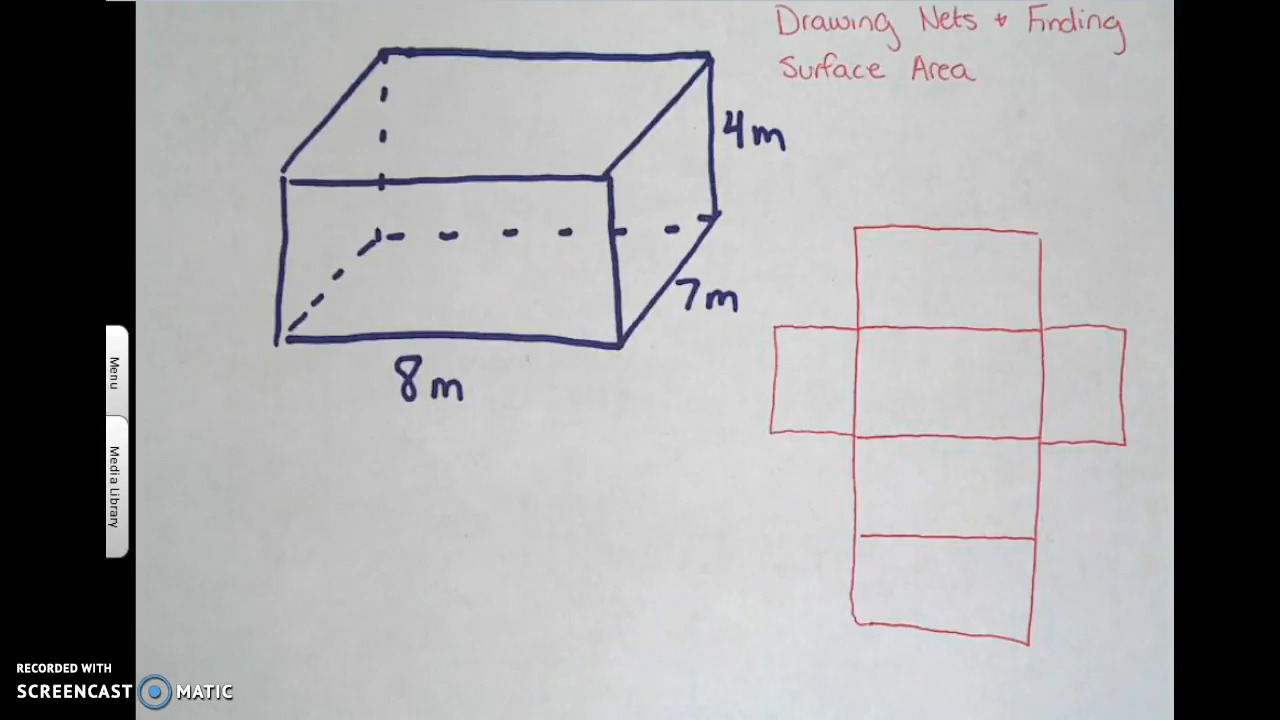 Drawing Nets + Finding
Surface Area
4m
7m
8m
Menu
Media Library
RECORDED WITH
SCREENCAST MATIC